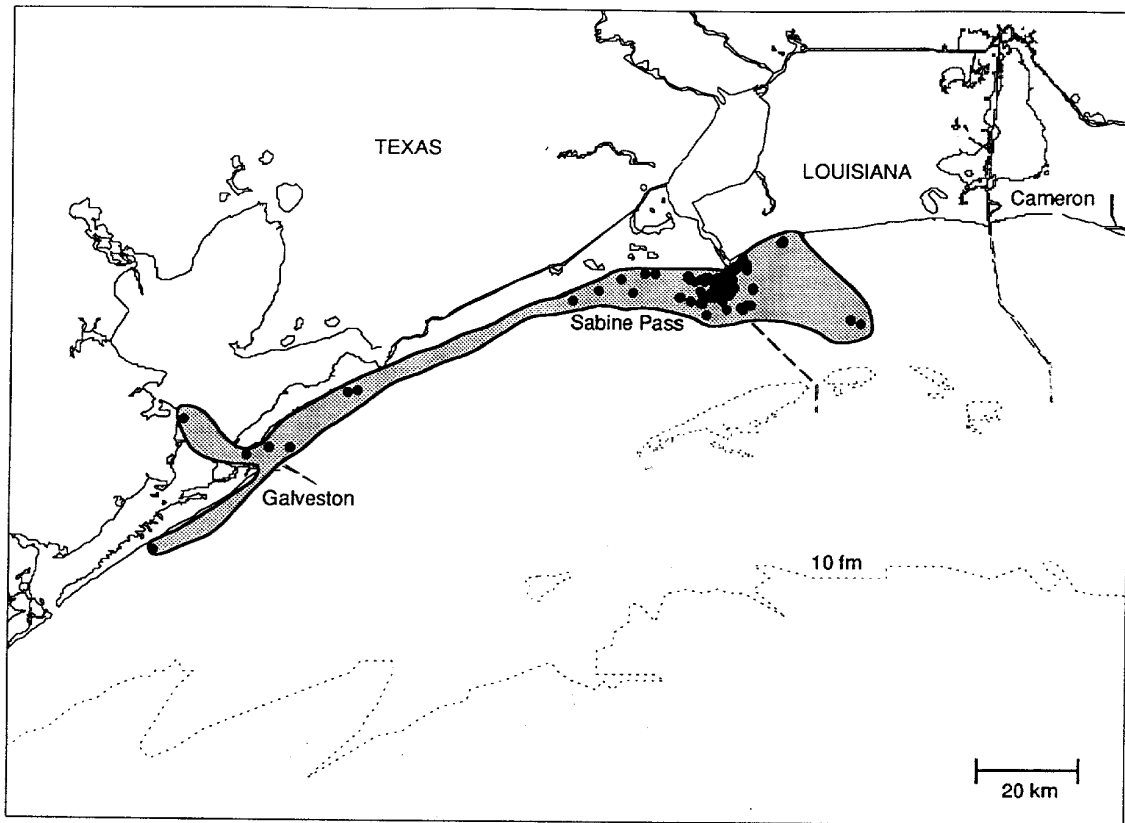 TEXAS
LOUISIANA
Cameron
Sabine Pass
Galveston
10 fm
20 km